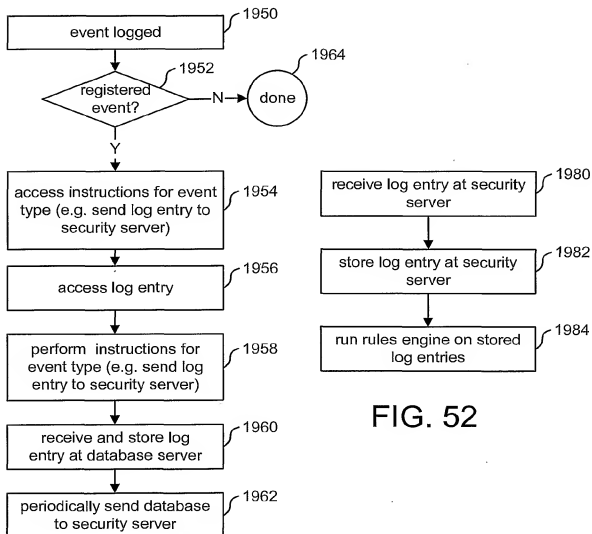 1950
event logged
1952
1964
registered
event?
N
done
Y
access instructions for event
type (e.g. send log entry to
security server)
1954
access log entry
1956
perform instructions for
event type (e.g. send log
entry to security server)
1958
receive and store log
entry at database server
1960
periodically send database
to security server
1962
receive log entry at security
server
1980
store log entry at security
server
1982
run rules engine on stored
log entries
1984
FIG. 52